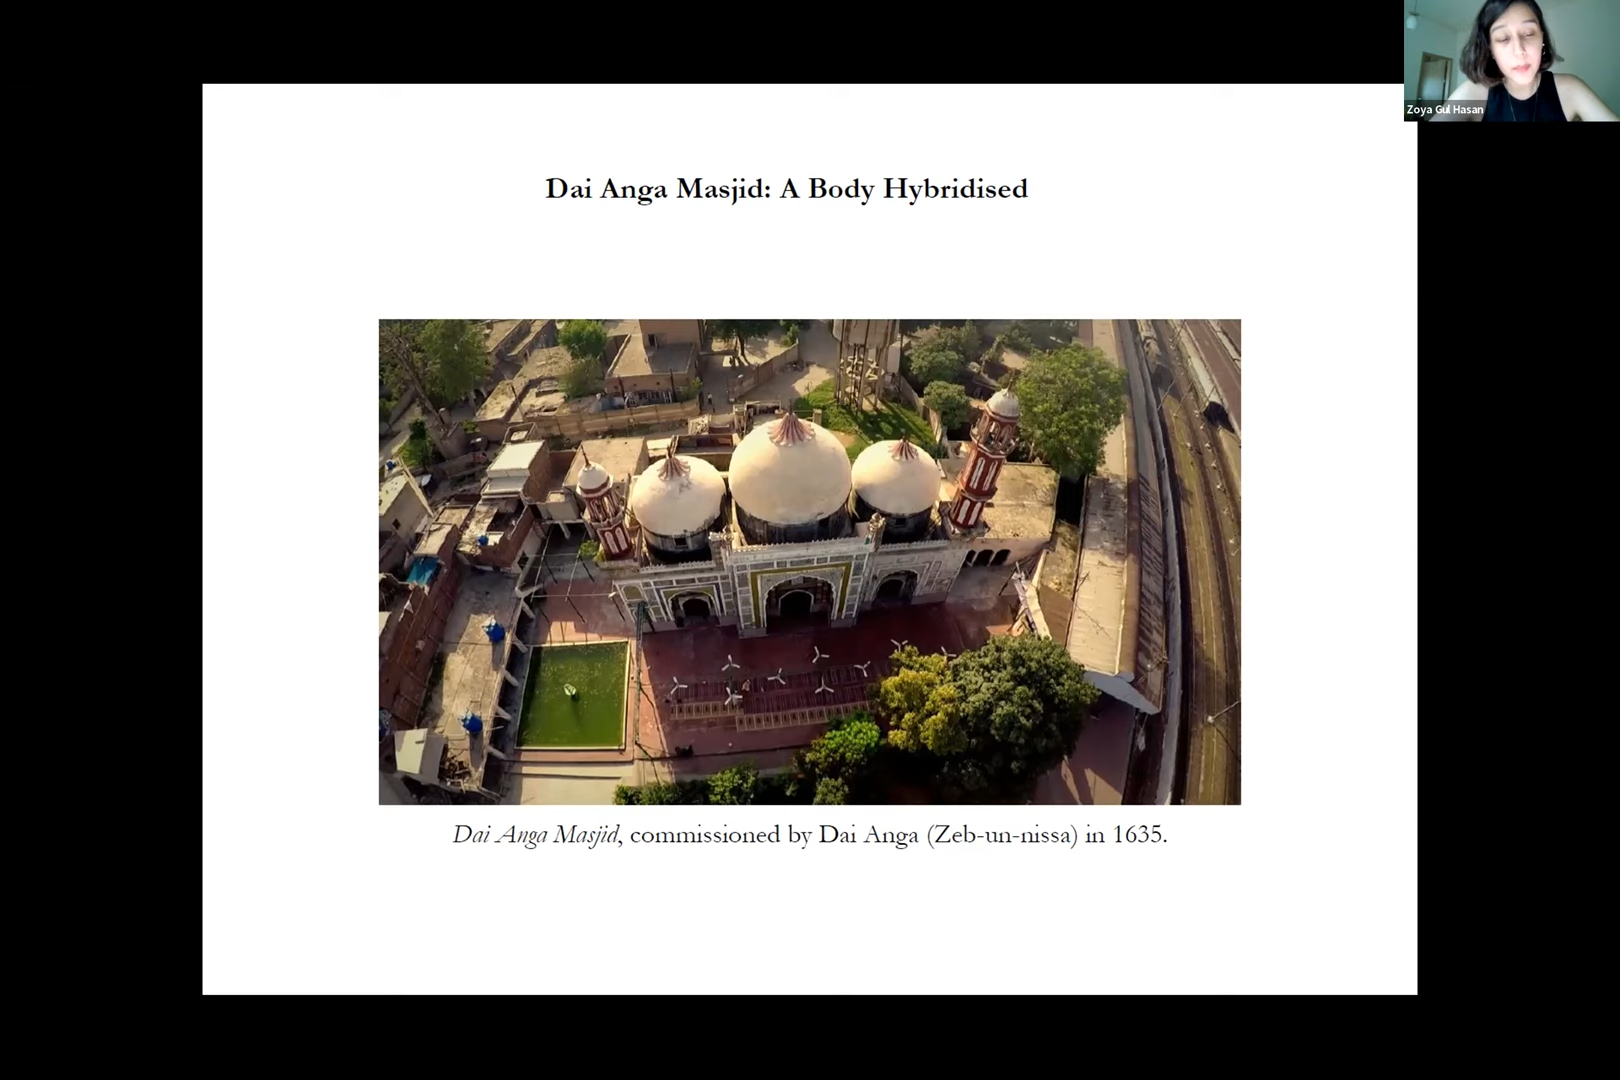 Zoya Gul Hasan
Dai Anga Masjid: A Body Hybridised
Dai Anga Masjid, commissioned by Dai Anga (Zeb-un-nissa) in 1635.